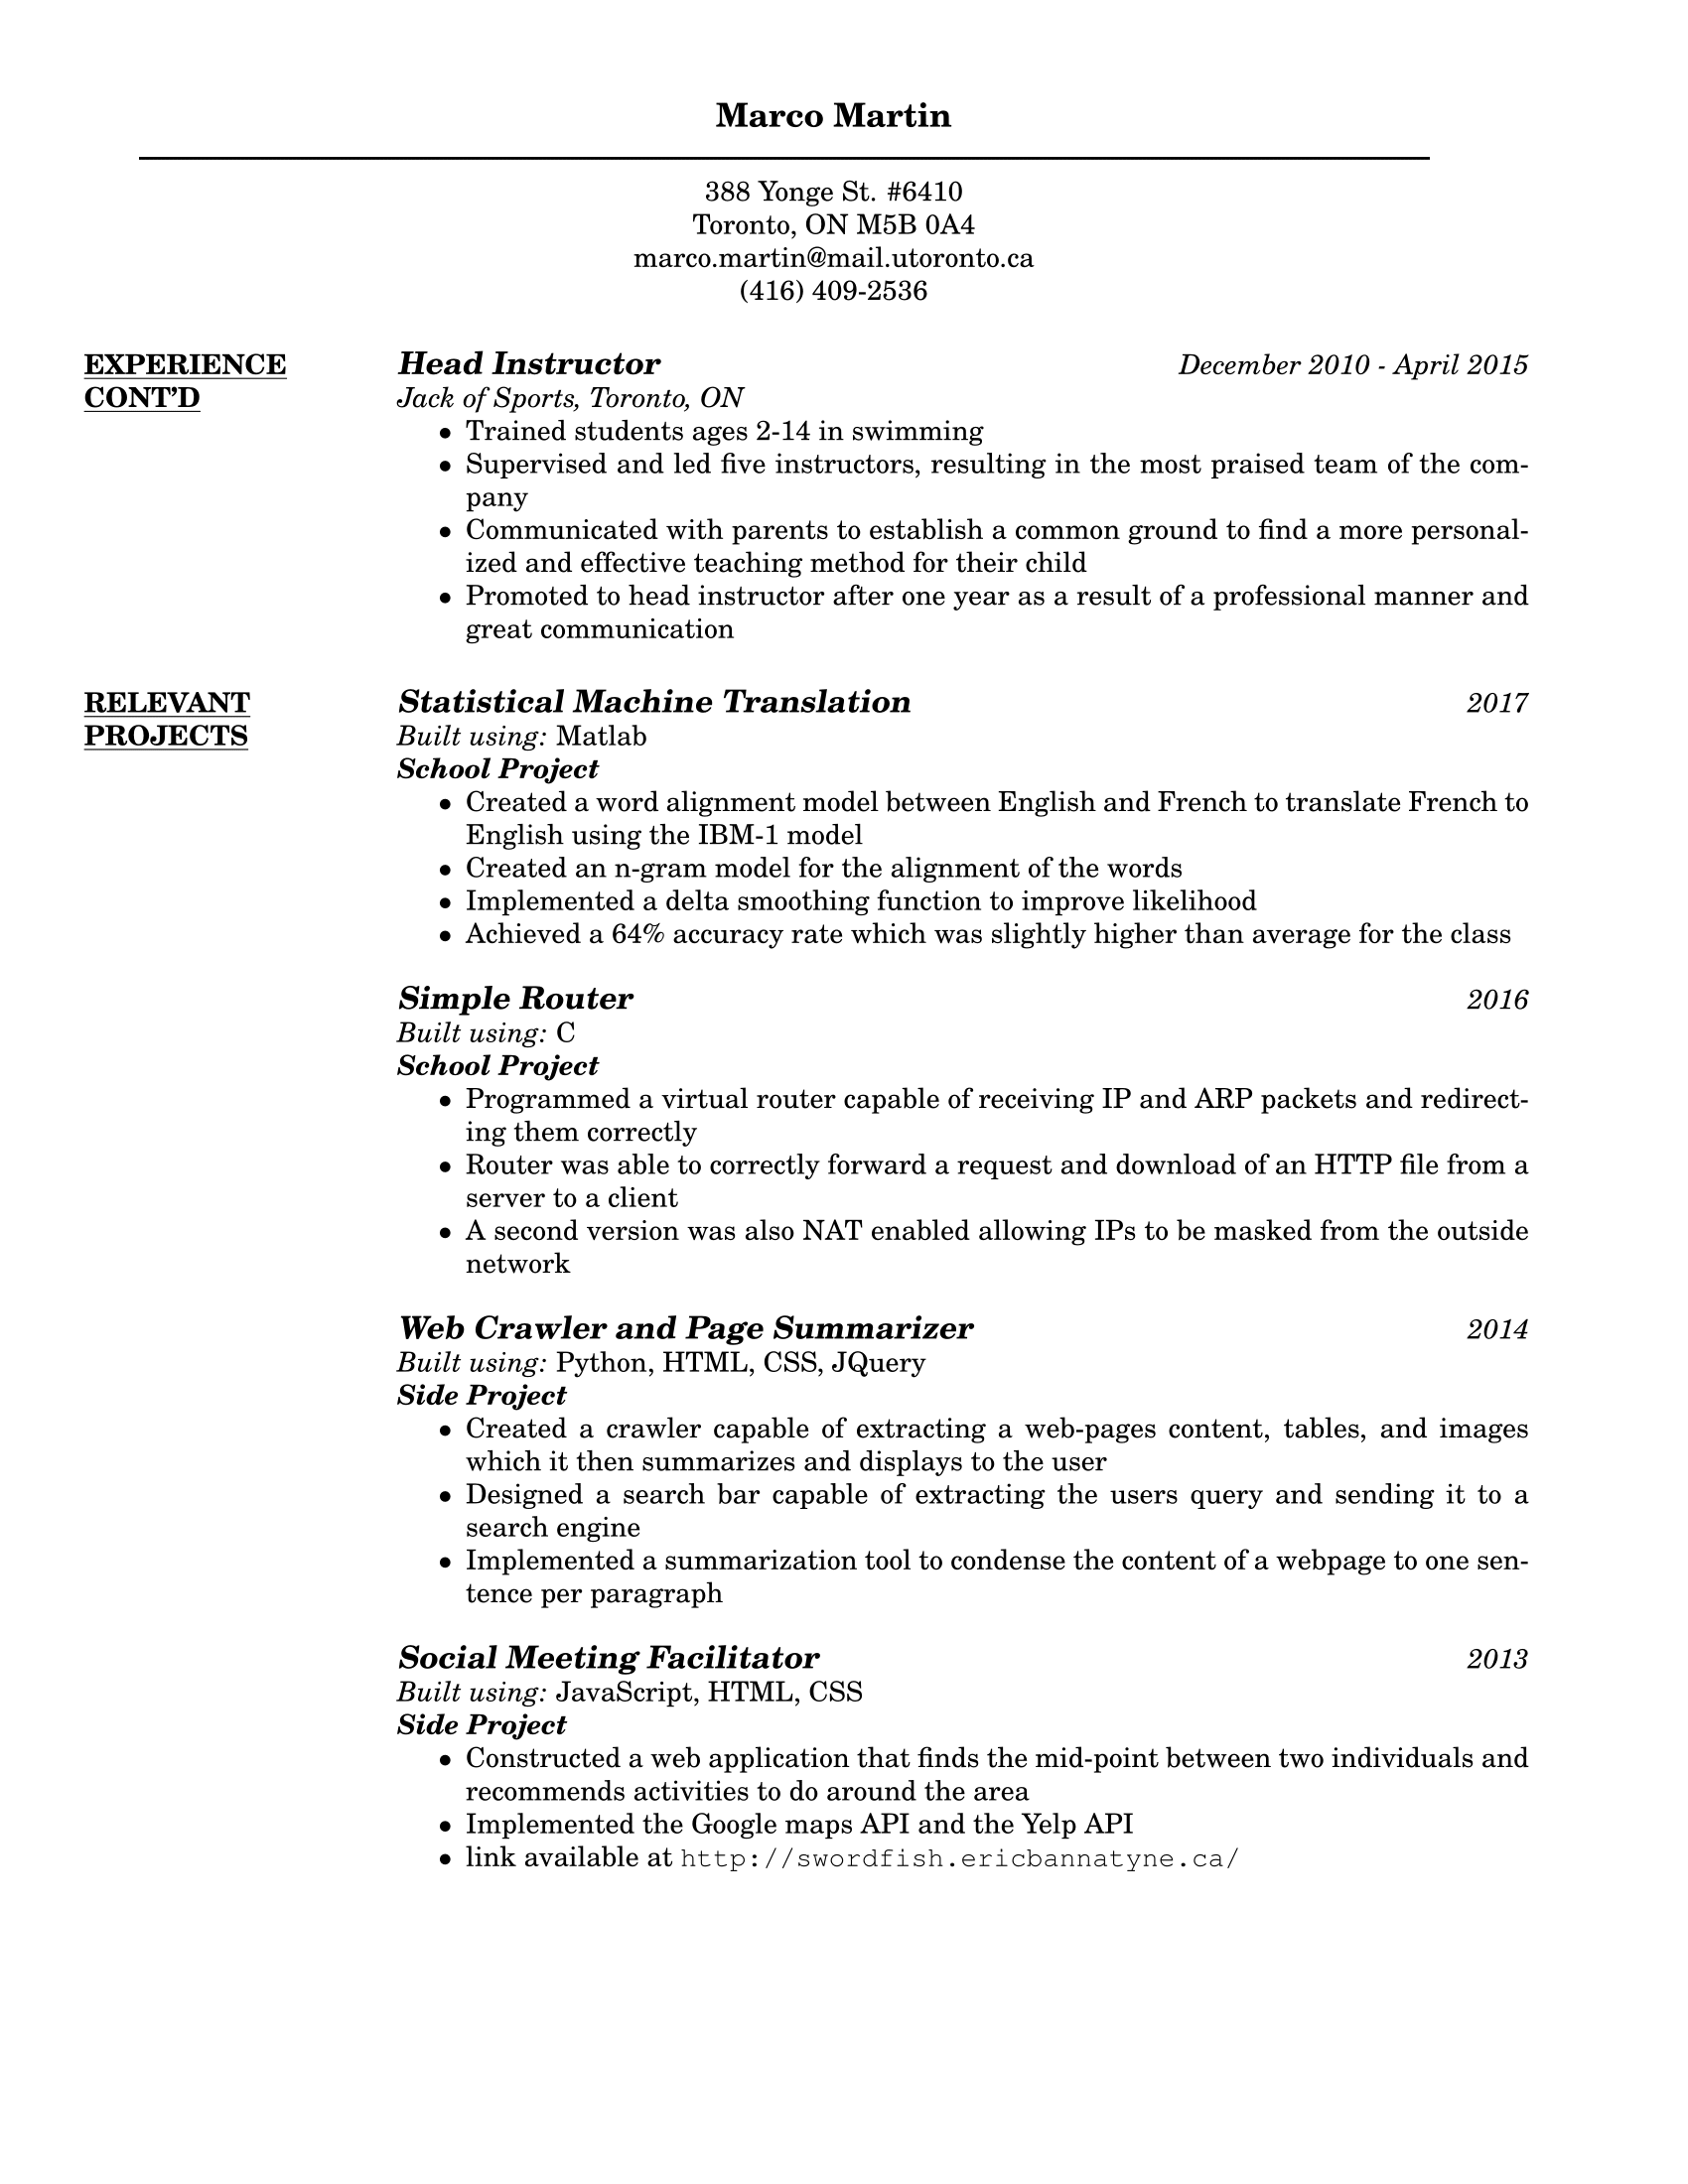 Marco Martin
388 Yonge St. #6410
Toronto, ON M5B 0A4
marco.martin@mail.utoronto.ca
(416) 409-2536
EXPERIENCE
CONT'D
Head Instructor December 2010 - April 2015
Jack of Sports, Toronto, ON
• Trained students ages 2-14 in swimming
• Supervised and led five instructors, resulting in the most praised team of the com-
pany
• Communicated with parents to establish a common ground to find a more personal-
ized and effective teaching method for their child
• Promoted to head instructor after one year as a result of a professional manner and
great communication
RELEVANT
PROJECTS
Statistical Machine Translation 2017
Built using: Matlab
School Project
• Created a word alignment model between English and French to translate French to
English using the IBM-1 model
• Created an n-gram model for the alignment of the words
• Implemented a delta smoothing function to improve likelihood
• Achieved a 64% accuracy rate which was slightly higher than average for the class
Simple Router 2016
Built using: C
School Project
• Programmed a virtual router capable of receiving IP and ARP packets and redirect-
ing them correctly
• Router was able to correctly forward a request and download of an HTTP file from a
server to a client
• A second version was also NAT enabled allowing IPs to be masked from the outside
network
Web Crawler and Page Summarizer 2014
Built using: Python, HTML, CSS, JQuery
Side Project
• Created a crawler capable of extracting a web-pages content, tables, and images
which it then summarizes and displays to the user
• Designed a search bar capable of extracting the users query and sending it to a
search engine
• Implemented a summarization tool to condense the content of a webpage to one sen-
tence per paragraph
Social Meeting Facilitator 2013
Built using: JavaScript, HTML, CSS
Side Project
• Constructed a web application that finds the mid-point between two individuals and
recommends activities to do around the area
• Implemented the Google maps API and the Yelp API
• link available at http://swordfish.ericbannatyne.ca/